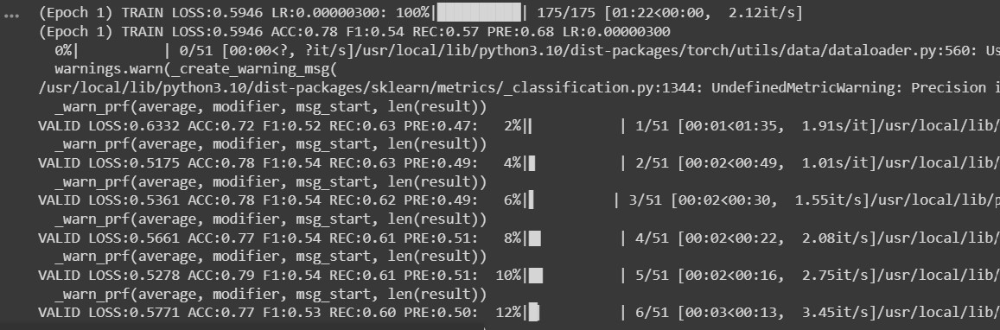 (Epoch 1) TRAIN LOSS:0.5946 LR:0.00000300: 100%|██████████| 175/175 [01:22<00:00, 2.12it/s]
(Epoch 1) TRAIN LOSS:0.5946 ACC:0.78 F1:0.54 REC:0.57 PRE:0.68 LR:0.00000300
0%| | 0/51 [00:00<?, ?it/s]/usr/local/lib/python3.10/dist-packages/torch/utils/data/dataloader.py:560: Us
warnings.warn(_create_warning_msg(
/usr/local/lib/python3.10/dist-packages/sklearn/metrics/_classification.py:1344: UndefinedMetricWarning: Precision i
_warn_prf(average, modifier, msg_start, len(result))
VALID LOSS:0.6332 ACC:0.72 F1:0.52 REC:0.63 PRE:0.47: 2%|▏ | 1/51 [00:01<01:35, 1.91s/it]/usr/local/lib/
_warn_prf(average, modifier, msg_start, len(result))
VALID LOSS:0.5175 ACC:0.78 F1:0.54 REC:0.63 PRE:0.49: 4%|▍ | 2/51 [00:02<00:49, 1.01s/it]/usr/local/lib/
_warn_prf(average, modifier, msg_start, len(result))
VALID LOSS:0.5361 ACC:0.78 F1:0.54 REC:0.62 PRE:0.49: 6%|▌ | 3/51 [00:02<00:30, 1.55it/s]/usr/local/lib/p
_warn_prf(average, modifier, msg_start, len(result))
VALID LOSS:0.5661 ACC:0.77 F1:0.54 REC:0.61 PRE:0.51: 8%|▊ | 4/51 [00:02<00:22, 2.08it/s]/usr/local/lib/
_warn_prf(average, modifier, msg_start, len(result))
VALID LOSS:0.5278 ACC:0.79 F1:0.54 REC:0.61 PRE:0.51: 10%|▉ | 5/51 [00:02<00:16, 2.75it/s]/usr/local/lib/
_warn_prf(average, modifier, msg_start, len(result))
VALID LOSS:0.5771 ACC:0.77 F1:0.53 REC:0.60 PRE:0.50: 12%|█▏ | 6/51 [00:03<00:13, 3.45it/s]/usr/local/lib/